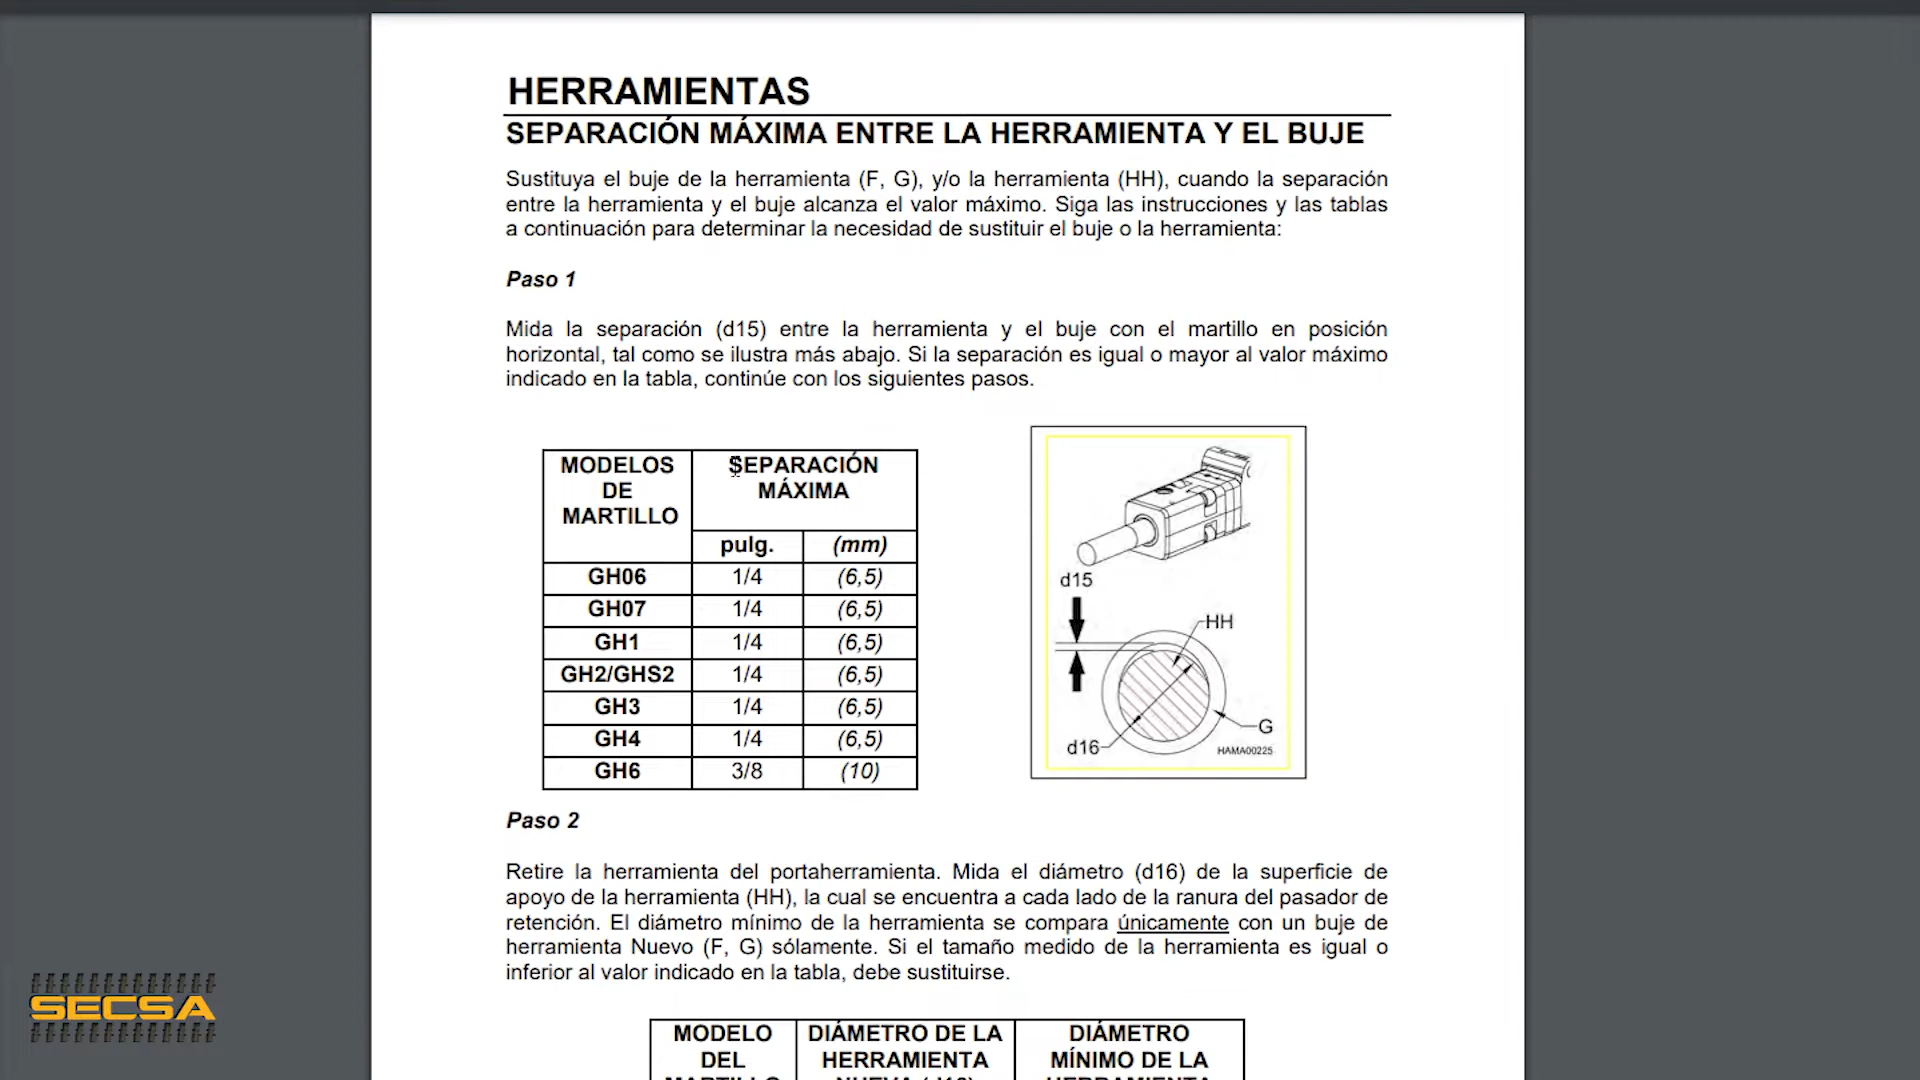 HERRAMIENTAS
SEPARACIÓN MÁXIMA ENTRE LA HERRAMIENTA Y EL BUJE
Sustituya el buje de la herramienta (F, G), y/o la herramienta (HH), cuando la separación
entre la herramienta y el buje alcanza el valor máximo. Siga las instrucciones y las tablas
a continuación para determinar la necesidad de sustituir el buje o la herramienta:
Paso 1
Mida la separación (d15) entre la herramienta y el buje con el martillo en posición
horizontal, tal como se ilustra más abajo. Si la separación es igual o mayor al valor máximo
indicado en la tabla, continúe con los siguientes pasos.
MODELOS DE MARTILLO SEPARACIÓN MÁXIMA
pulg. (mm)
GH06 1/4 (6,5)
GH07 1/4 (6,5)
GH1 1/4 (6,5)
GH2/GHS2 1/4 (6,5)
GH3 1/4 (6,5)
GH4 1/4 (6,5)
GH6 3/8 (10)
d15
HH
G
d16
HAMA00225
Paso 2
Retire la herramienta del portaherramienta. Mida el diámetro (d16) de la superficie de
apoyo de la herramienta (HH), la cual se encuentra a cada lado de la ranura del pasador de
retención. El diámetro mínimo de la herramienta se compara únicamente con un buje de
herramienta Nuevo (F, G) sólamente. Si el tamaño medido de la herramienta es igual o
inferior al valor indicado en la tabla, debe sustituirse.
MODELO DIÁMETRO DE LA DIÁMETRO
DEL HERRAMIENTA MÍNIMO DE LA
SECSA